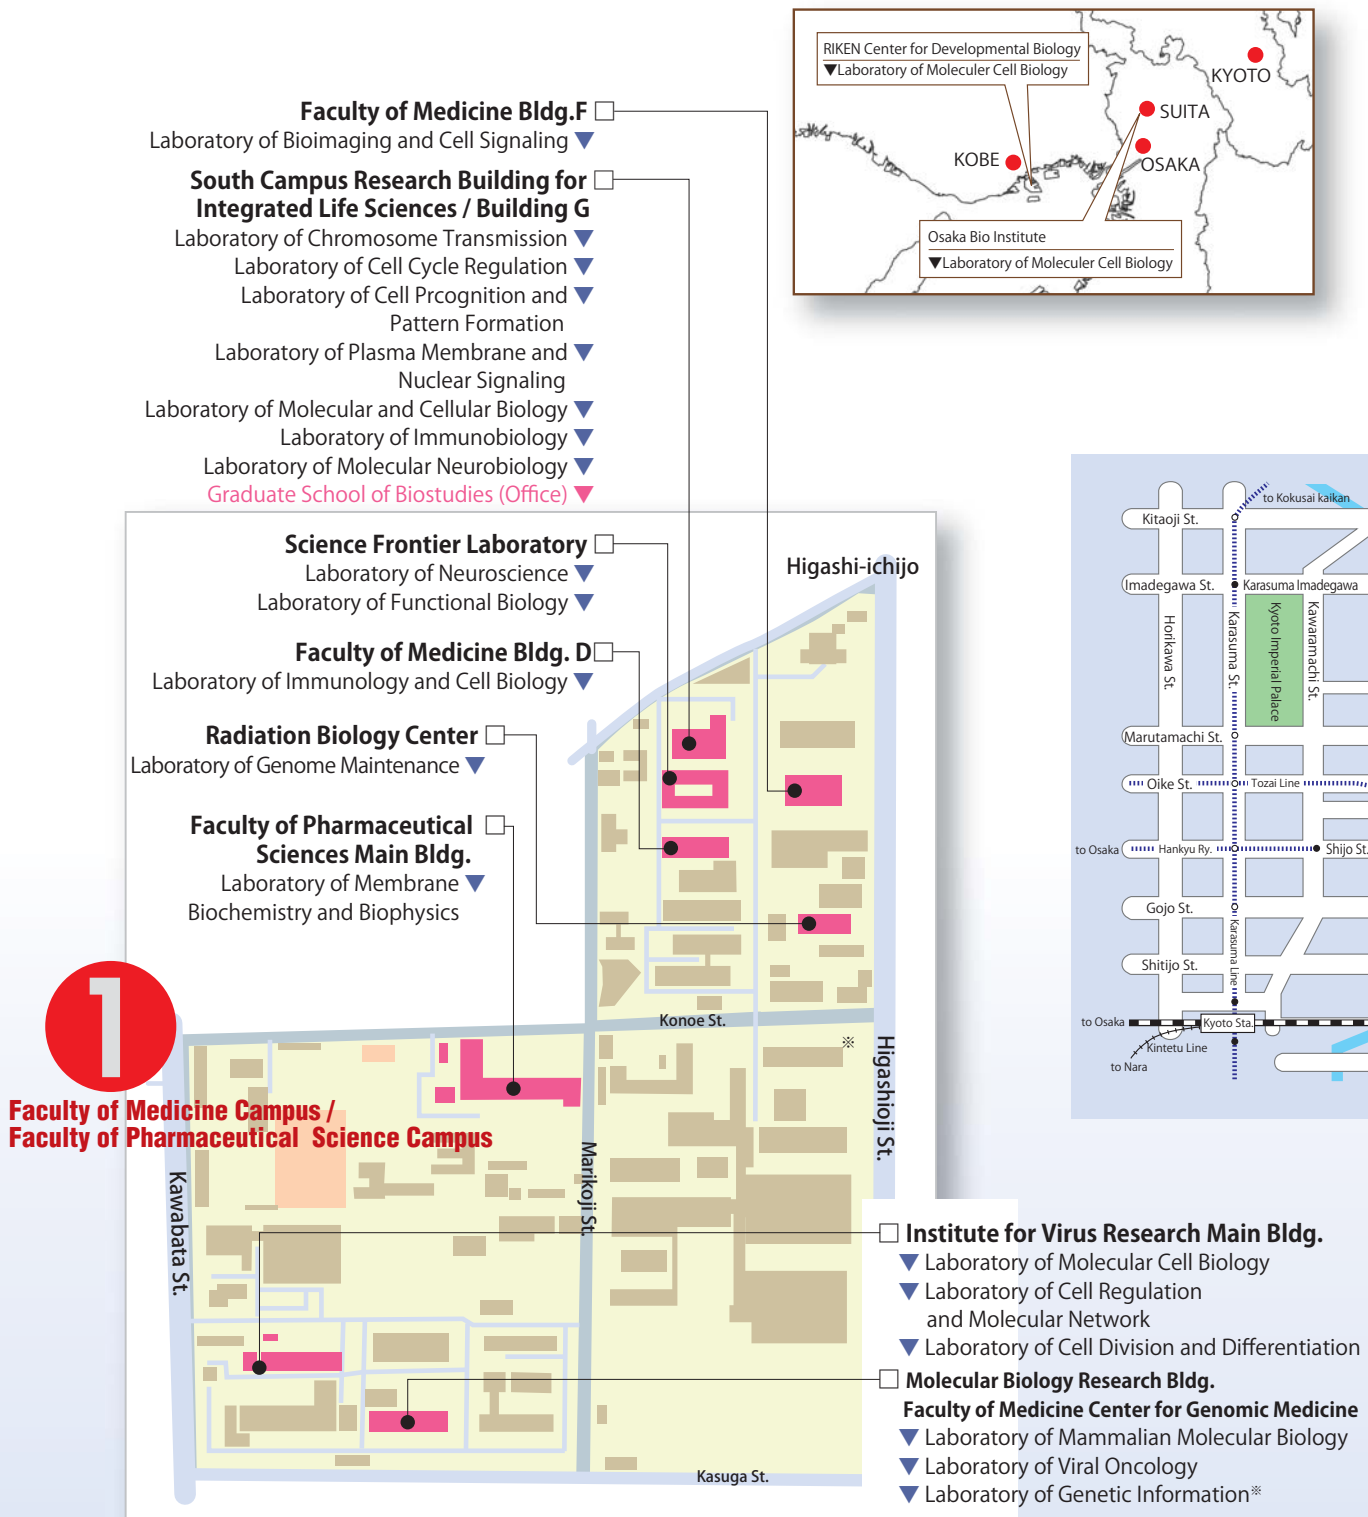 RIKEN Center for Developmental Biology
▼Laboratory of Moleculer Cell Biology
KYOTO
SUITA
KOBE
OSAKA
Osaka Bio Institute
▼Laboratory of Moleculer Cell Biology
Faculty of Medicine Bldg.F
Laboratory of Bioimaging and Cell Signaling ▼
South Campus Research Building for
Integrated Life Sciences / Building G
Laboratory of Chromosome Transmission ▼
Laboratory of Cell Cycle Regulation ▼
Laboratory of Cell Prcognition and ▼
Pattern Formation
Laboratory of Plasma Membrane and ▼
Nuclear Signaling
Laboratory of Molecular and Cellular Biology ▼
Laboratory of Immunobiology ▼
Laboratory of Molecular Neurobiology ▼
Graduate School of Biostudies (Office) ▼
Science Frontier Laboratory
Laboratory of Neuroscience ▼
Laboratory of Functional Biology ▼
Faculty of Medicine Bldg. D
Laboratory of Immunology and Cell Biology ▼
Radiation Biology Center
Laboratory of Genome Maintenance ▼
Faculty of Pharmaceutical
Sciences Main Bldg.
Laboratory of Membrane ▼
Biochemistry and Biophysics
Higashi-ichijo
1
Faculty of Medicine Campus /
Faculty of Pharmaceutical Science Campus
Konoe St.
※
Higashioji St.
Marikoji St.
Kawabata St.
Kasuga St.
Institute for Virus Research Main Bldg.
▼ Laboratory of Molecular Cell Biology
▼ Laboratory of Cell Regulation
and Molecular Network
▼ Laboratory of Cell Division and Differentiation
Molecular Biology Research Bldg.
Faculty of Medicine Center for Genomic Medicine
▼ Laboratory of Mammalian Molecular Biology
▼ Laboratory of Viral Oncology
▼ Laboratory of Genetic Information※
to Kokusai kaikan
Kitaoji St.
Imadegawa St.
Karasuma Imadegawa
Horikawa St.
Karasuma St.
Kyoto Imperial Palace
Kawaramachi St.
Marutamachi St.
Oike St.
Tozai Line
to Osaka
Hankyu Ry.
Shijo St.
Gojo St.
Karasuma Line
Shitijo St.
to Osaka
Kyoto Sta.
Kintetu Line
to Nara